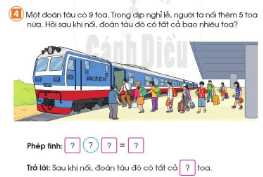 4 Một đoàn tàu có 9 toa. Trong dịp nghỉ lễ, người ta nối thêm 5 toa
nữa. Hỏi sau khi nối, đoàn tàu đó có tất cả bao nhiêu toa?
Cánh Diều
Phép tính: ? ? ? = ?
Trả lời: Sau khi nối, đoàn tàu đó có tất cả ? toa.